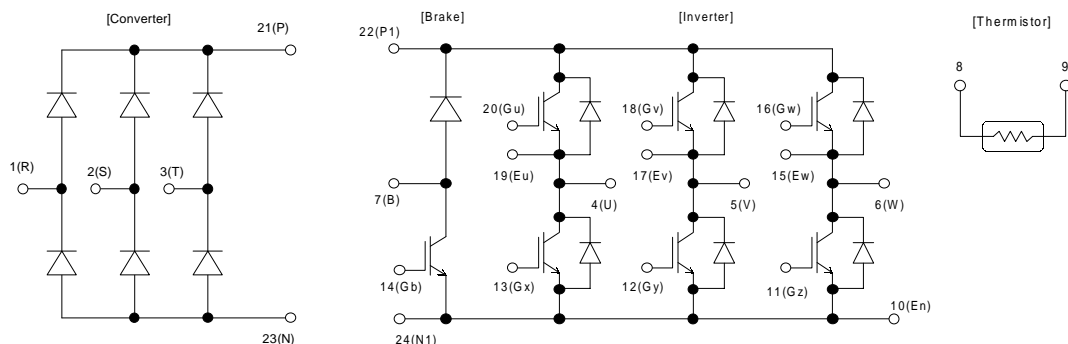 [Converter]
21(P)
1(R)
2(S)
3(T)
23(N)
[Brake]
[Inverter]
22(P1)
20(Gu)
18(Gv)
16(Gw)
19(Eu)
17(Ev)
15(Ew)
7(B)
4(U)
5(V)
6(W)
14(Gb)
13(Gx)
12(Gy)
11(Gz)
10(En)
24(N1)
[Thermistor]
8
9